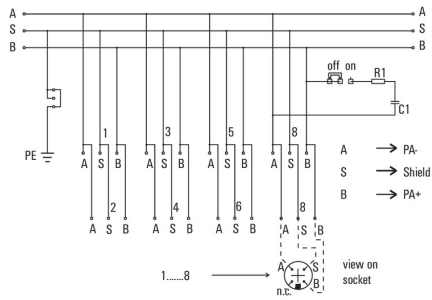 A A
S S
B B
off on
R1
C1
1 3 5 8
PE
A S B A S B A S B A S B
A → PA-
S → Shield
B → PA+
2 4 6 8
A S B A S B A S B A S B
A S
B
n.c.
1.......8
view on
socket